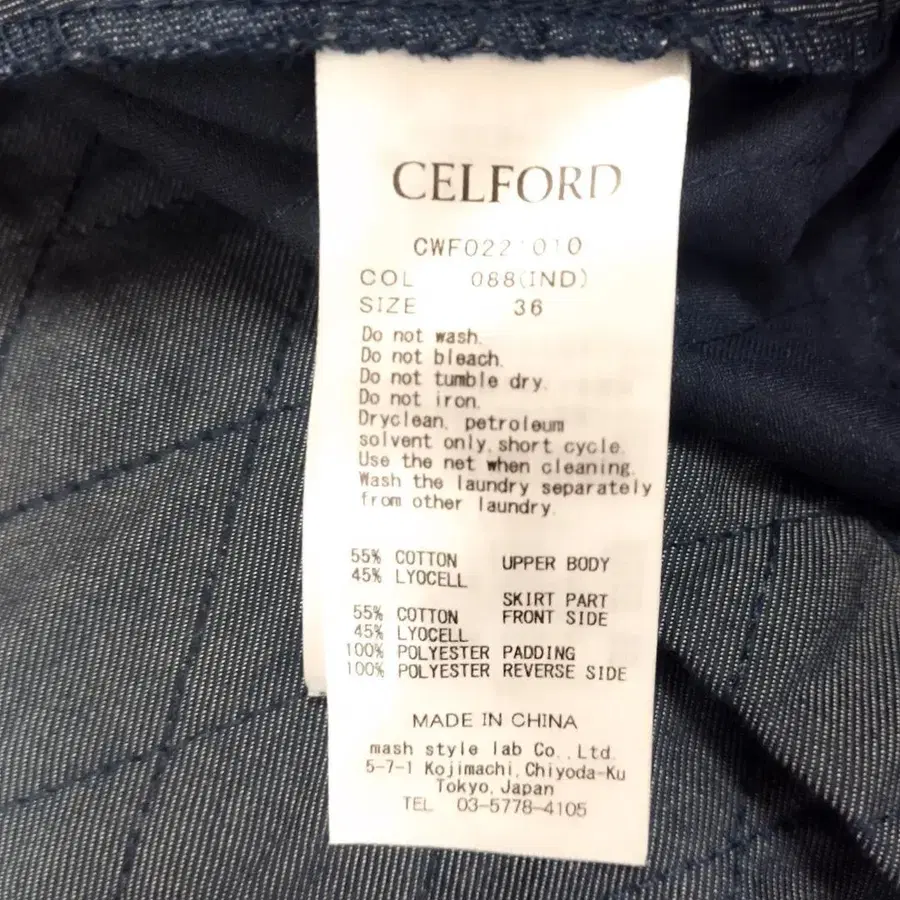 CELFORD
CWF0221010
COL 088(IND)
SIZE 36
Do not wash.
Do not bleach.
Do not tumble dry.
Do not iron.
Dryclean, petroleum
solvent only, short cycle.
Use the net when cleaning.
Wash the laundry separately
from other laundry.
55% COTTON UPPER BODY
45% LYOCELL
SKIRT PART
55% COTTON FRONT SIDE
45% LYOCELL
100% POLYESTER PADDING
100% POLYESTER REVERSE SIDE
MADE IN CHINA
mash style lab Co., Ltd.
5-7-1 Kojimachi, Chiyoda-Ku
Tokyo, Japan
TEL 03-5778-4105